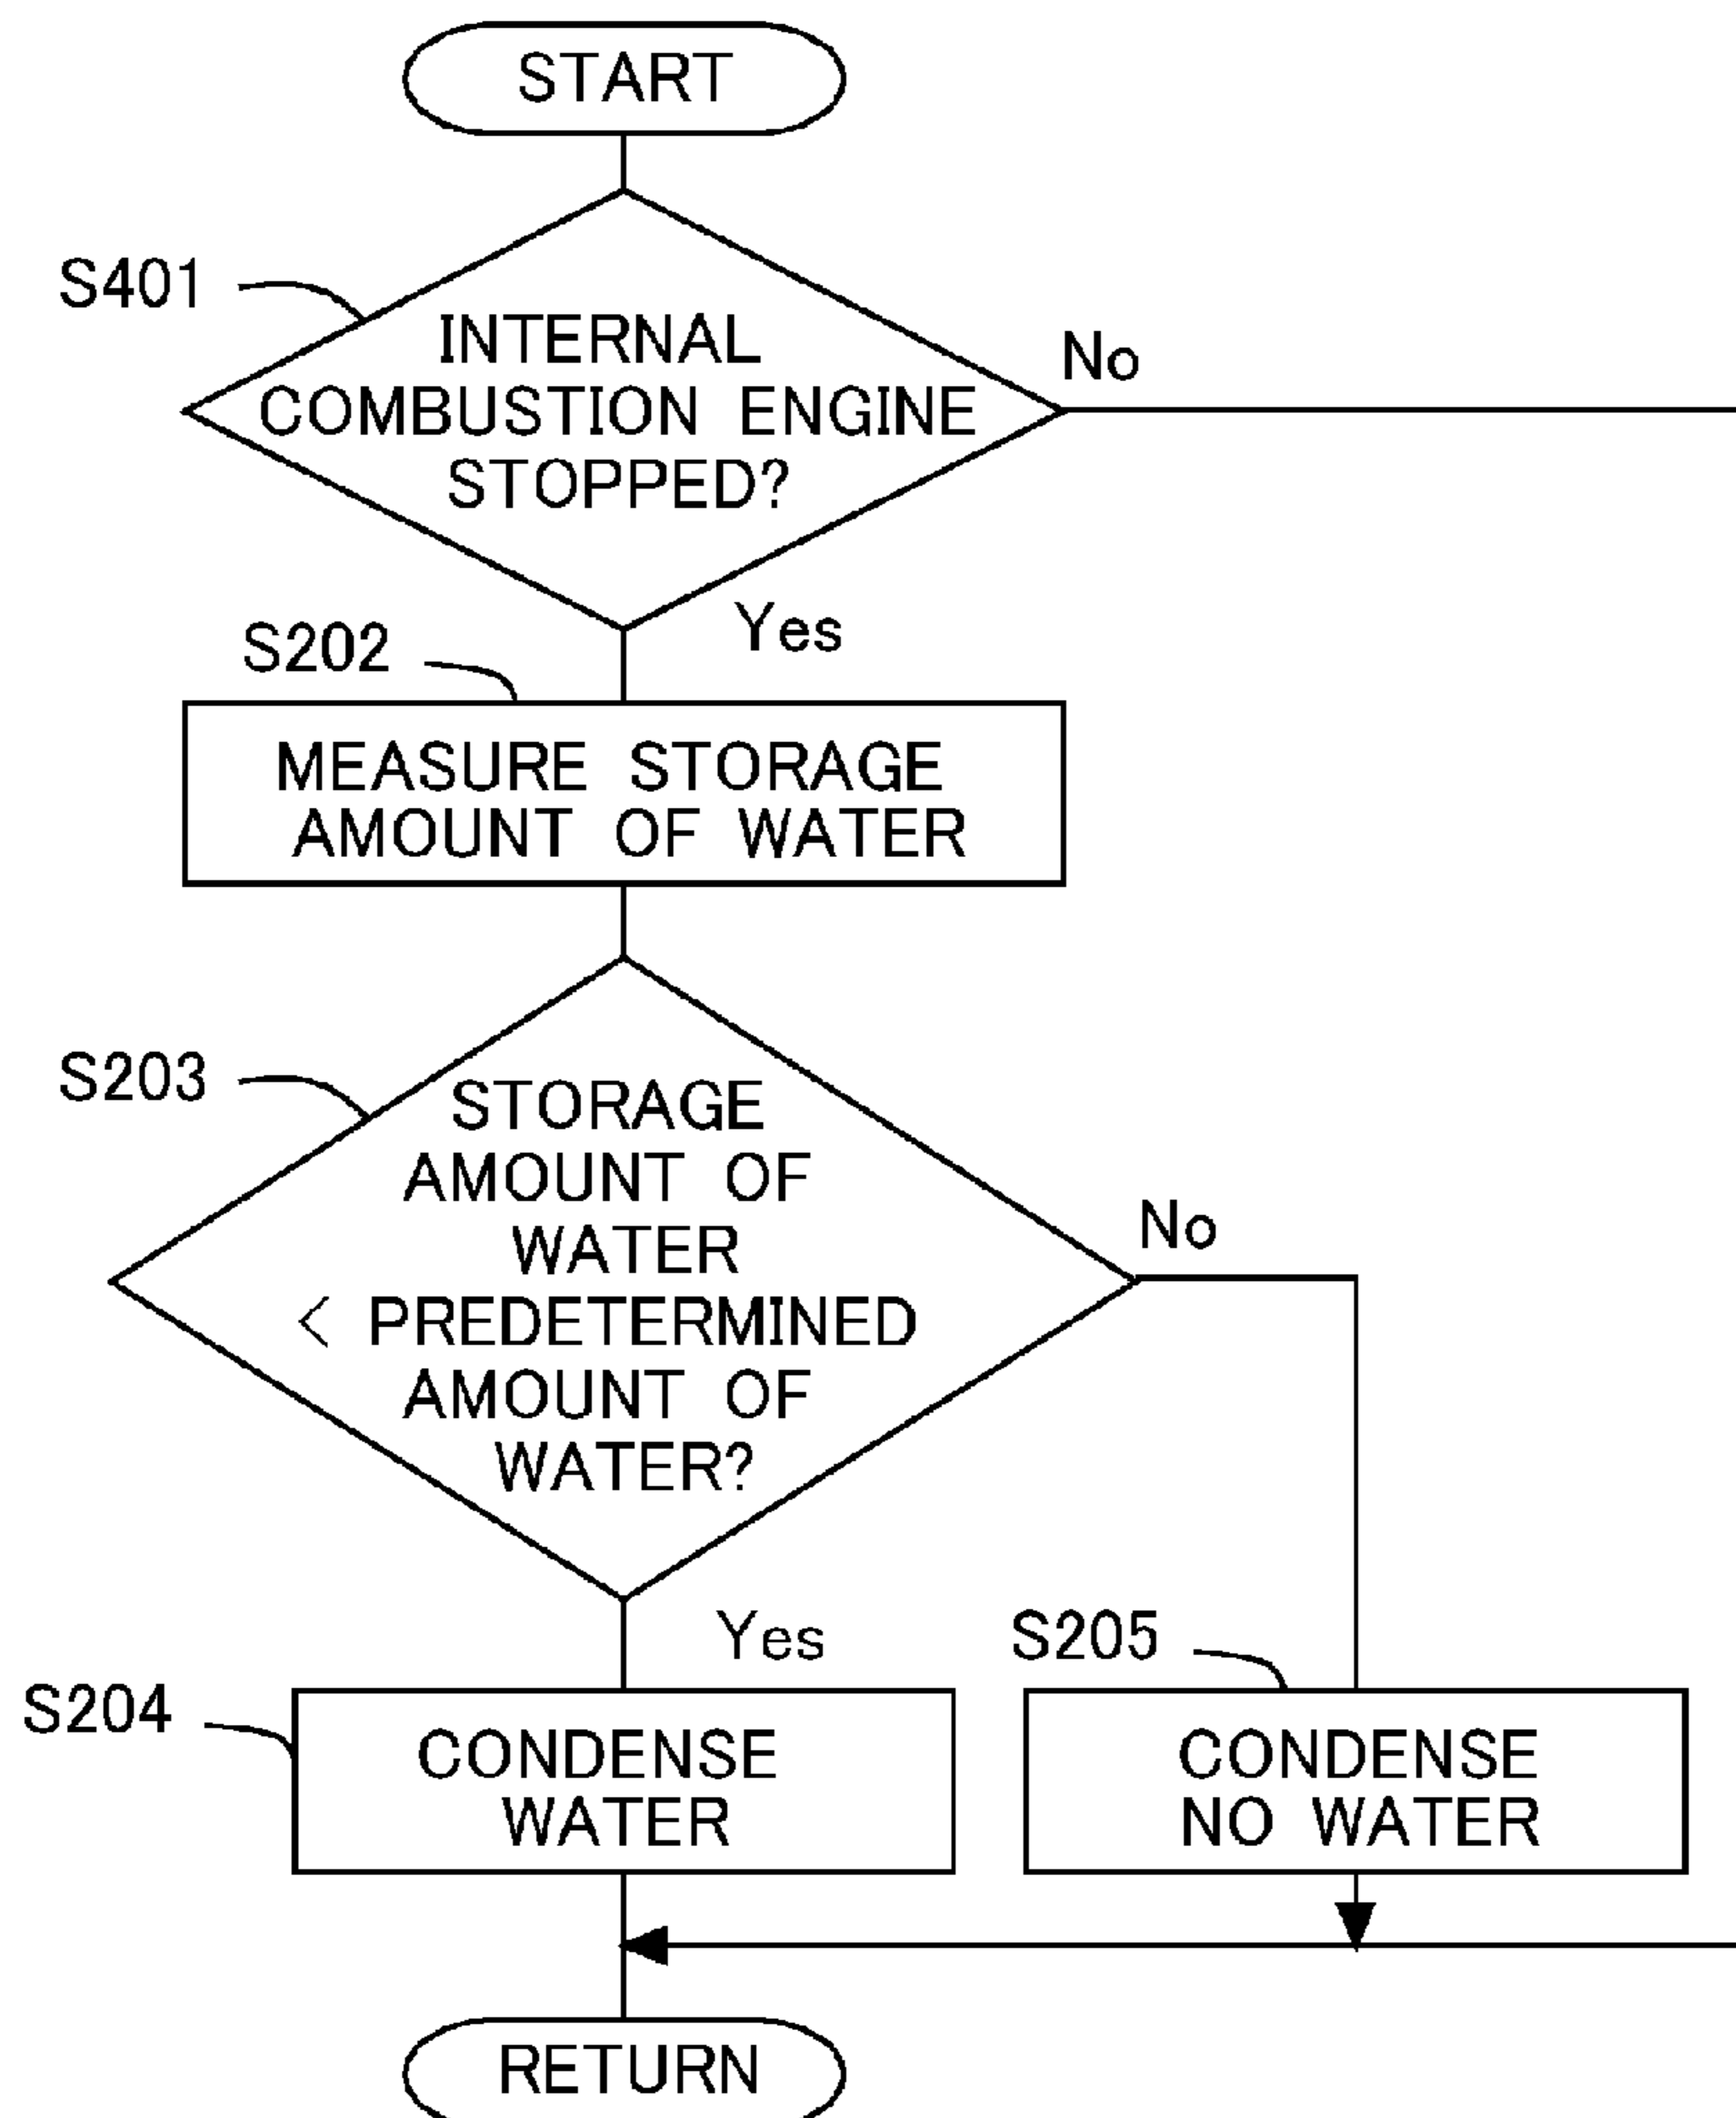 START
S401
INTERNAL
COMBUSTION ENGINE
STOPPED?
No
Yes
S202
MEASURE STORAGE
AMOUNT OF WATER
S203
STORAGE
AMOUNT OF
WATER
< PREDETERMINED
AMOUNT OF
WATER?
No
Yes
S204
CONDENSE
WATER
S205
CONDENSE
NO WATER
RETURN